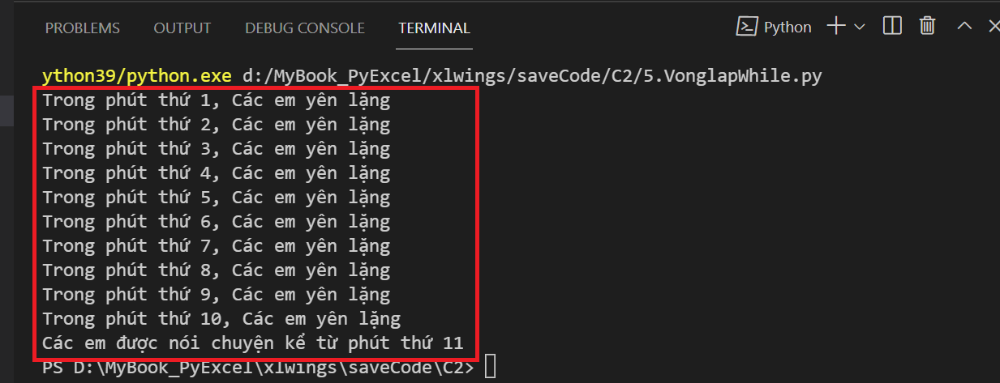 PROBLEMS OUTPUT DEBUG CONSOLE TERMINAL Python
ython39/python.exe d:/MyBook_PyExcel/xlwings/saveCode/C2/5.VonglapWhile.py
Trong phút thứ 1, Các em yên lặng
Trong phút thứ 2, Các em yên lặng
Trong phút thứ 3, Các em yên lặng
Trong phút thứ 4, Các em yên lặng
Trong phút thứ 5, Các em yên lặng
Trong phút thứ 6, Các em yên lặng
Trong phút thứ 7, Các em yên lặng
Trong phút thứ 8, Các em yên lặng
Trong phút thứ 9, Các em yên lặng
Trong phút thứ 10, Các em yên lặng
Các em được nói chuyện kể từ phút thứ 11
PS D:\MyBook_PyExcel\xlwings\saveCode\C2>